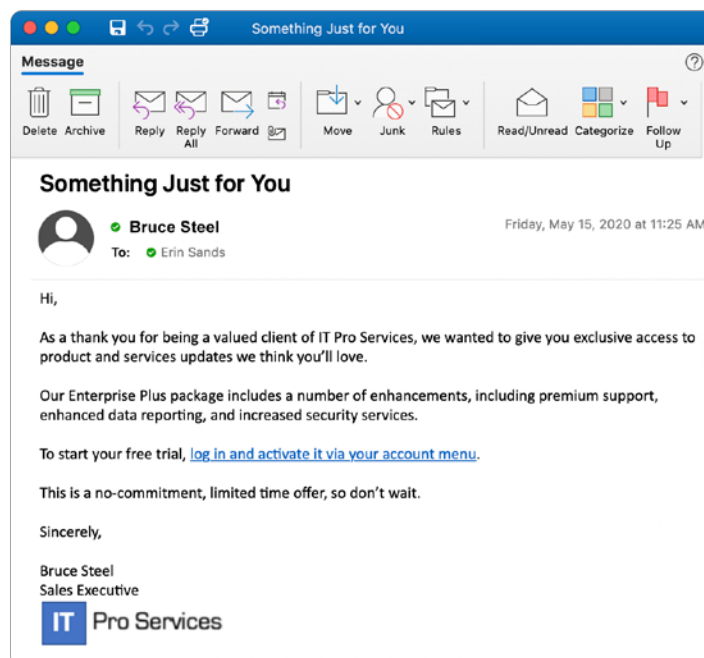 Something Just for You
Message
?
Delete Archive Reply Reply All Forward Move Junk Rules Read/Unread Categorize Follow Up
Something Just for You
Bruce Steel
Friday, May 15, 2020 at 11:25 AM
To: Erin Sands
Hi,
As a thank you for being a valued client of IT Pro Services, we wanted to give you exclusive access to
product and services updates we think you’ll love.
Our Enterprise Plus package includes a number of enhancements, including premium support,
enhanced data reporting, and increased security services.
To start your free trial, log in and activate it via your account menu.
This is a no-commitment, limited time offer, so don’t wait.
Sincerely,
Bruce Steel
Sales Executive
IT Pro Services